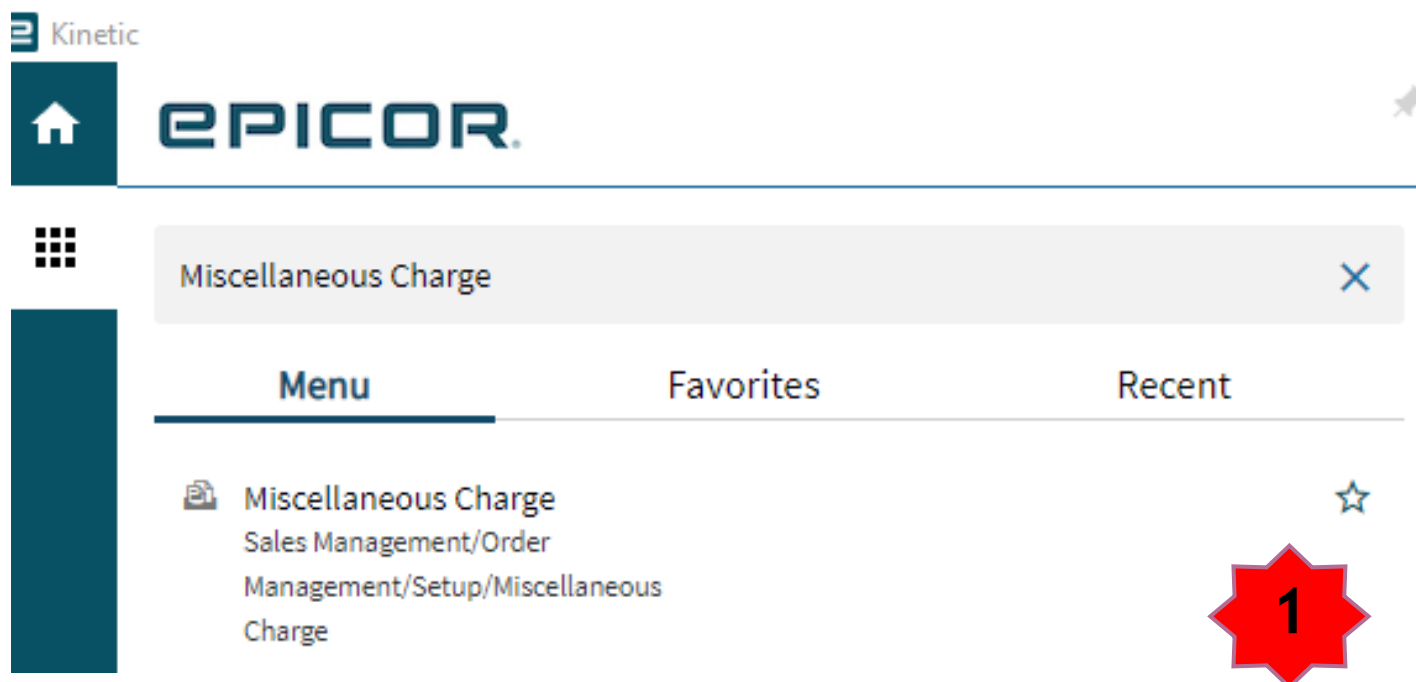 Kinetic
EPICOR.
Miscellaneous Charge
Menu Favorites Recent
Miscellaneous Charge
Sales Management/Order
Management/Setup/Miscellaneous
Charge
1